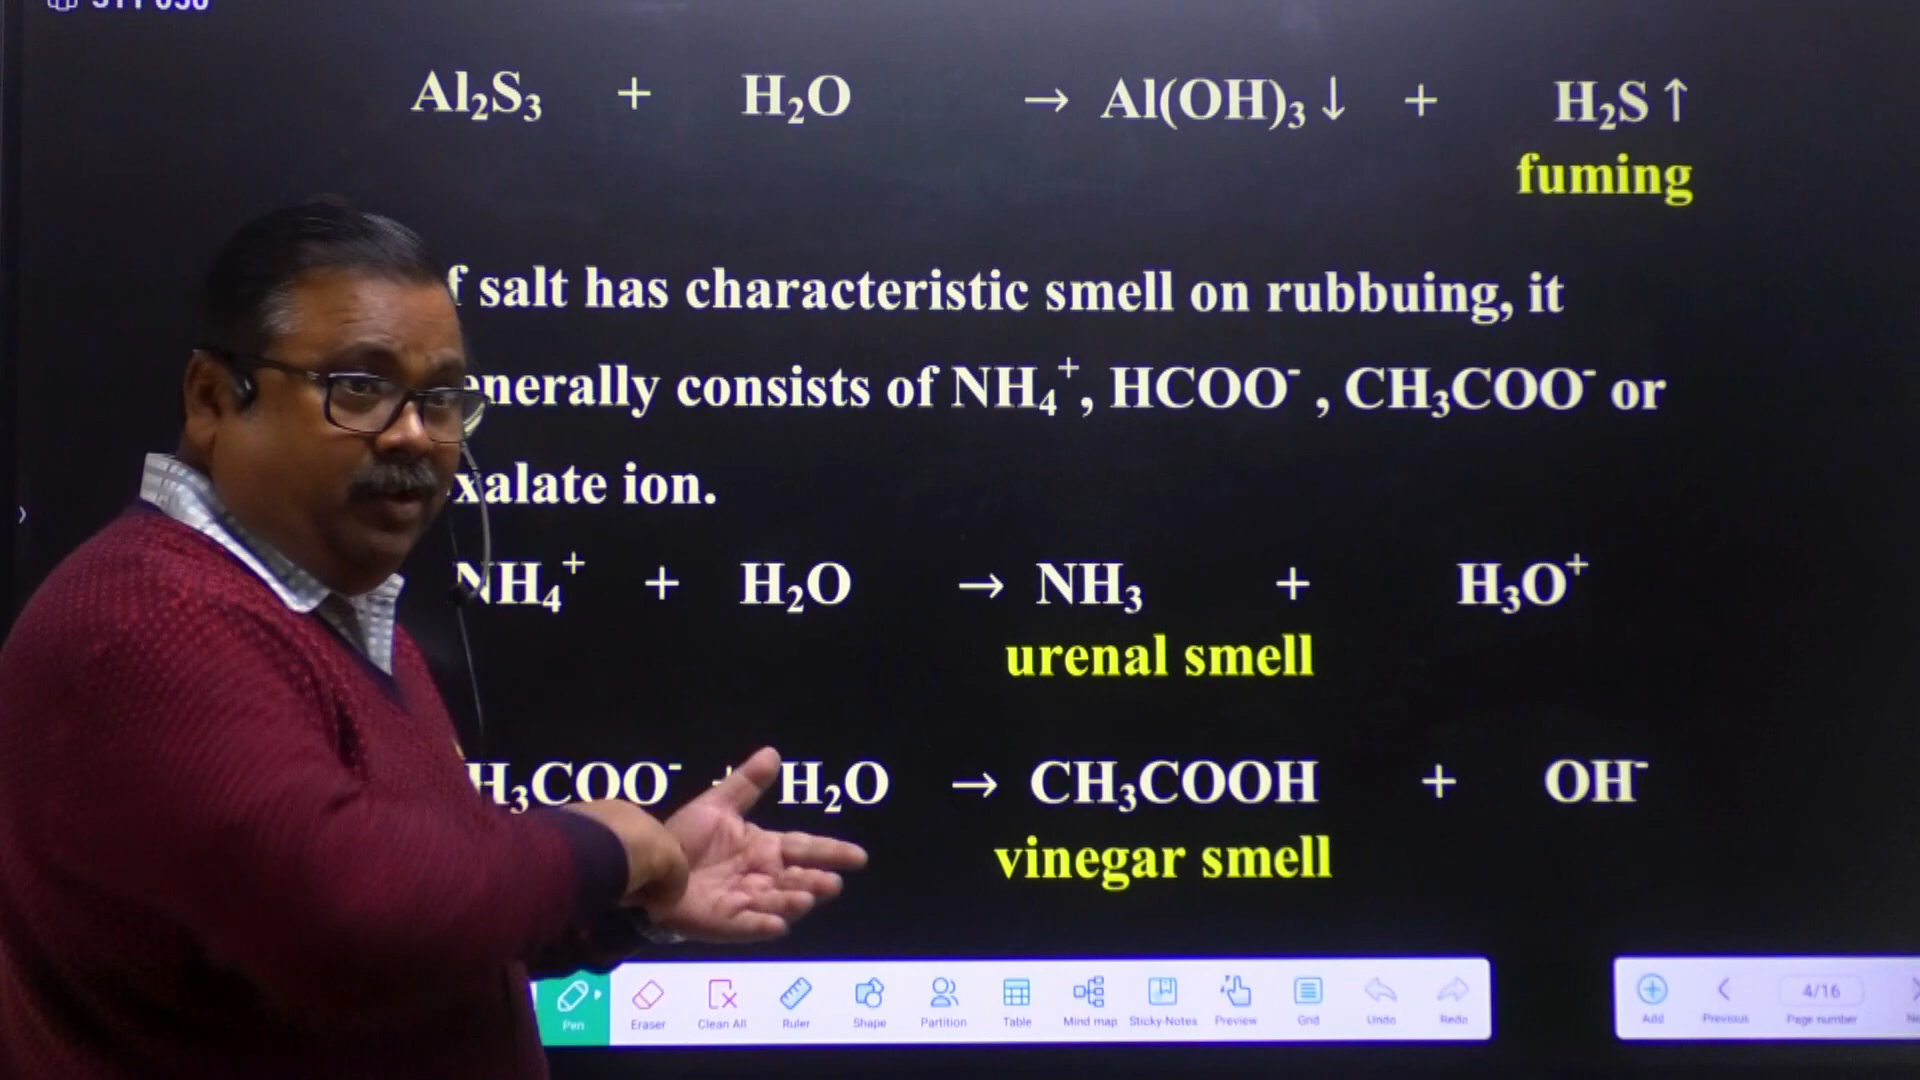 Al₂S₃ + H₂O → Al(OH)₃↓ + H₂S↑
fuming
f salt has characteristic smell on rubbuing, it
enerally consists of NH₄⁺, HCOO⁻ , CH₃COO⁻ or
xalate ion.
NH₄⁺ + H₂O → NH₃ + H₃O⁺
urenal smell
H₃COO⁻ + H₂O → CH₃COOH + OH⁻
vinegar smell
Pen Eraser Clean All Ruler Shape Partition Table Mind map Sticky-Notes Preview Grid Undo Redo
4/16
Add Previous Page number